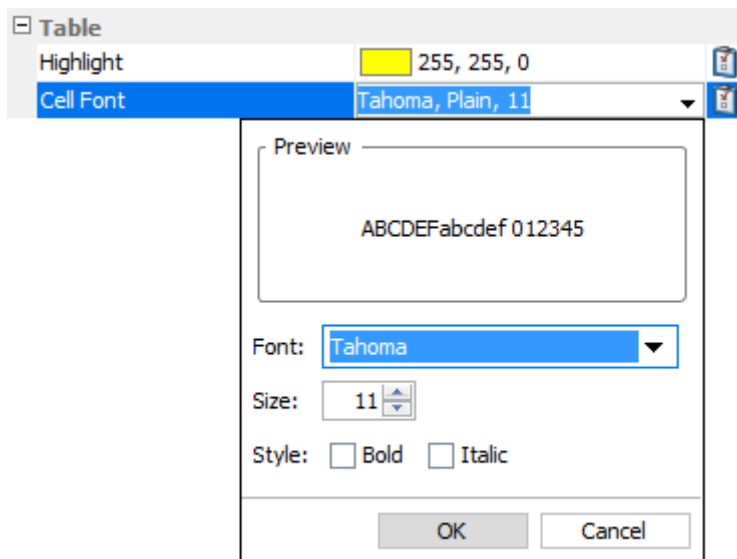 Table
Highlight 255, 255, 0
Cell Font Tahoma, Plain, 11
Preview
ABCDEFabcdef 012345
Font: Tahoma
Size: 11
Style: Bold Italic
OK Cancel